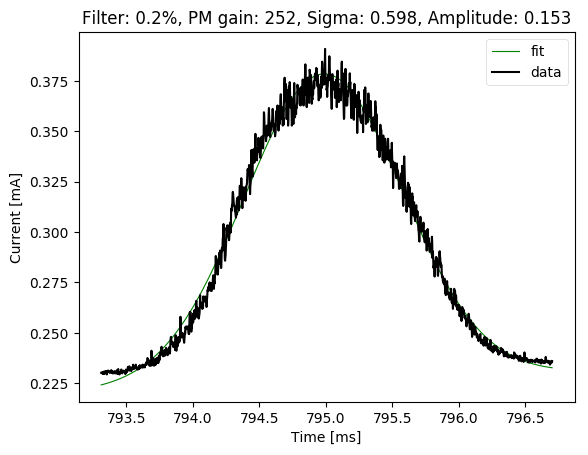 Filter: 0.2%, PM gain: 252, Sigma: 0.598, Amplitude: 0.153
fit
data
0.375
0.350
0.325
0.300
0.275
0.250
0.225
Current [mA]
793.5 794.0 794.5 795.0 795.5 796.0 796.5
Time [ms]